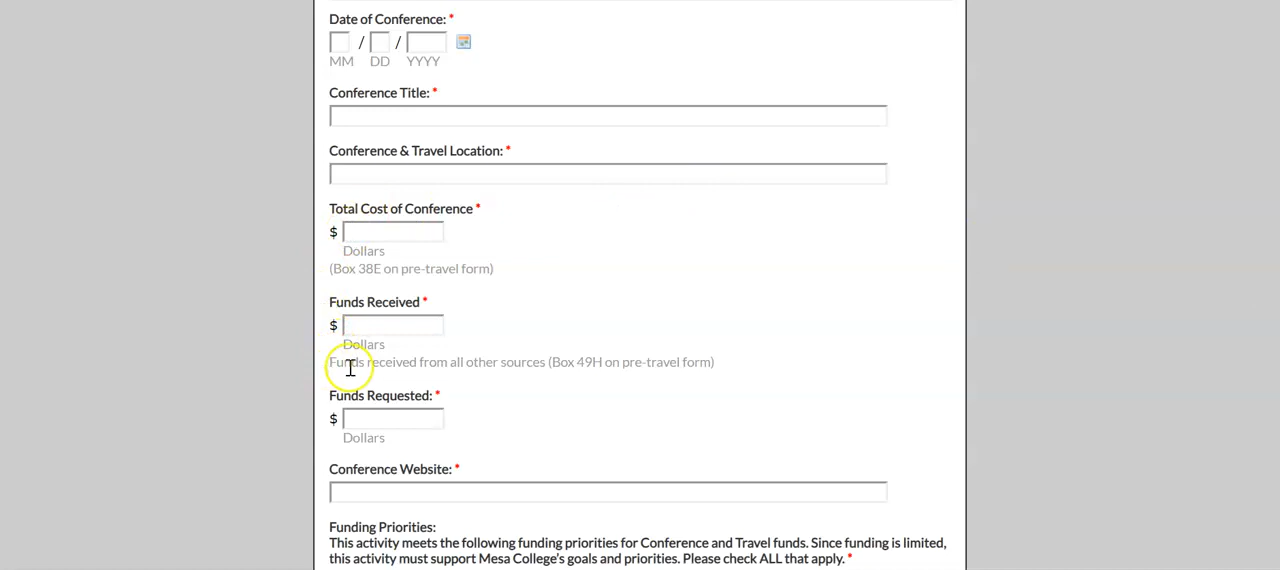 Date of Conference: *
/ /
MM DD YYYY
Conference Title: *
Conference & Travel Location: *
Total Cost of Conference *
$
Dollars
(Box 38E on pre-travel form)
Funds Received *
$
Dollars
Funds received from all other sources (Box 49H on pre-travel form)
Funds Requested: *
$
Dollars
Conference Website: *
Funding Priorities:
This activity meets the following funding priorities for Conference and Travel funds. Since funding is limited,
this activity must support Mesa College's goals and priorities. Please check ALL that apply. *